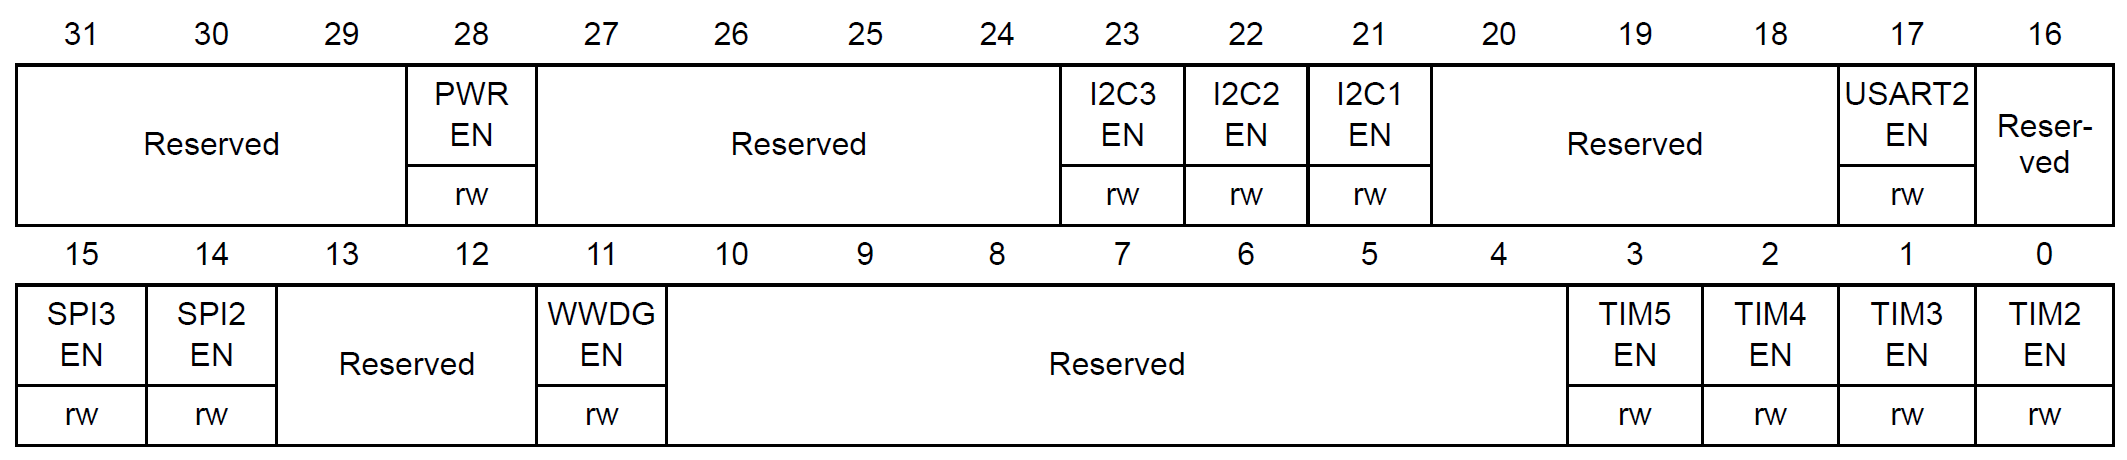 31 30 29 28 27 26 25 24 23 22 21 20 19 18 17 16
Reserved PWR EN Reserved I2C3 EN I2C2 EN I2C1 EN Reserved USART2 EN Reser-ved
rw rw rw rw rw
15 14 13 12 11 10 9 8 7 6 5 4 3 2 1 0
SPI3 EN SPI2 EN Reserved WWDG EN Reserved TIM5 EN TIM4 EN TIM3 EN TIM2 EN
rw rw rw rw rw rw rw